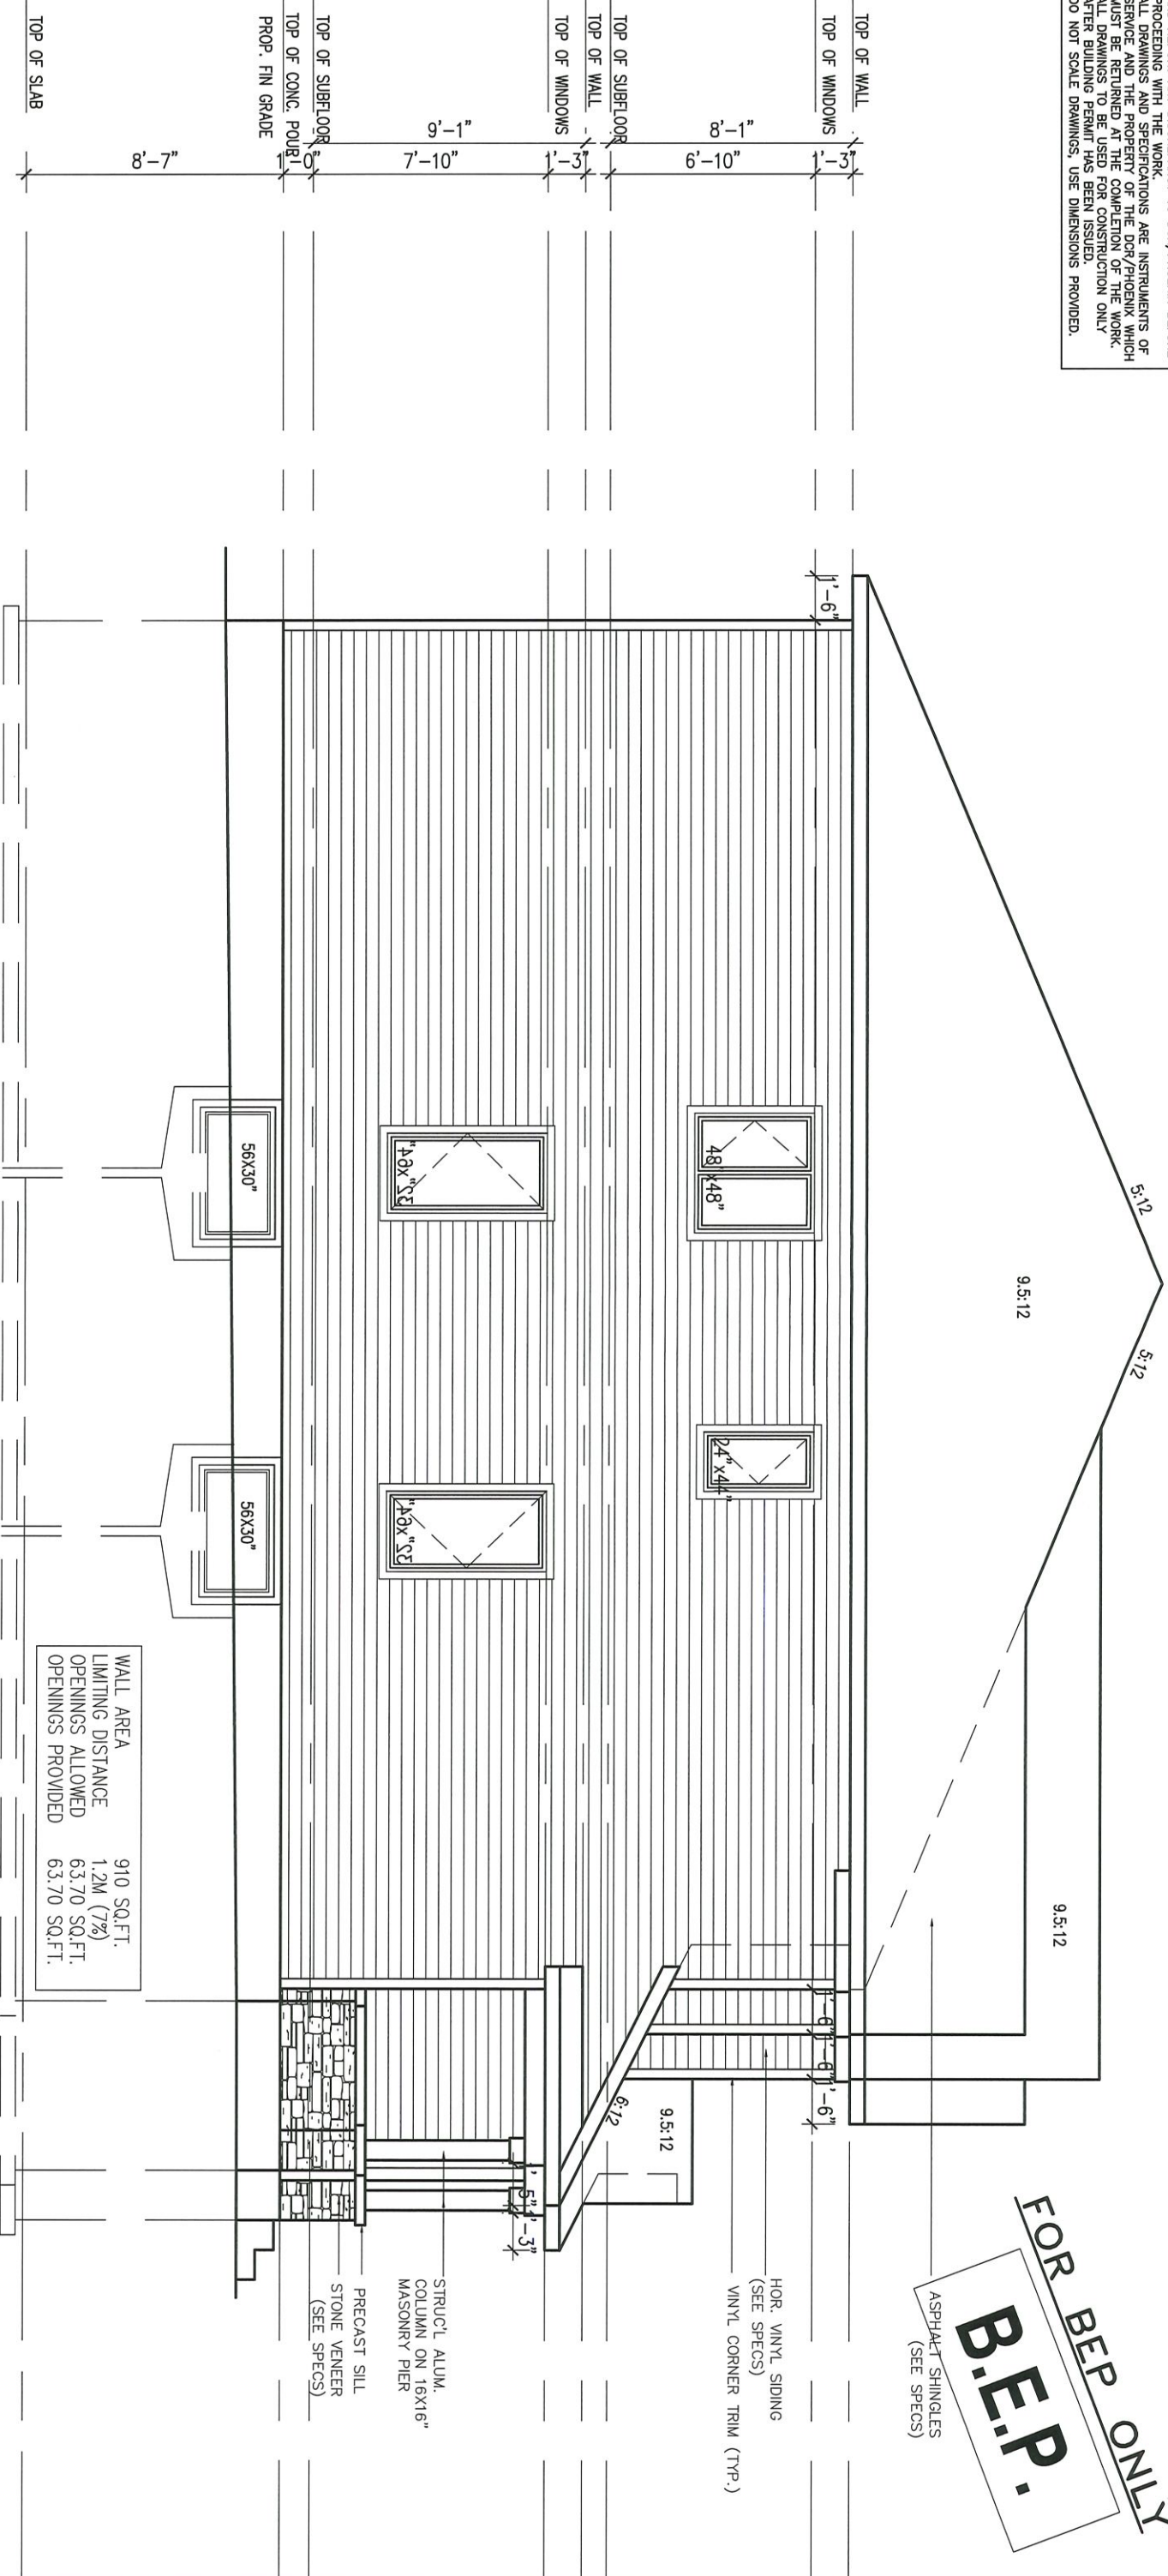 PROCEEDING WITH THE WORK.
ALL DRAWINGS AND SPECIFICATIONS ARE INSTRUMENTS OF
SERVICE AND THE PROPERTY OF THE DCR/PHOENIX WHICH
MUST BE RETURNED AT THE COMPLETION OF THE WORK.
ALL DRAWINGS TO BE USED FOR CONSTRUCTION ONLY
AFTER BUILDING PERMIT HAS BEEN ISSUED.
DO NOT SCALE DRAWINGS, USE DIMENSIONS PROVIDED.
FOR BEP ONLY
B.E.P.
5:12
5:12
9.5:12
9.5:12
ASPHALT SHINGLES
(SEE SPECS)
TOP OF WALL
TOP OF WINDOWS
TOP OF SUBFLOOR
TOP OF WALL
TOP OF WINDOWS
TOP OF SUBFLOOR
TOP OF CONC. POUR
PROP. FIN GRADE
TOP OF SLAB
8'-1"
1'-3"
6'-10"
9'-1"
1'-3"
7'-10"
1'-0"
8'-7"
1'-6"
1'-6"
1'-6"
1'-6"
48"x48"
24"x44"
32"x64"
32"x64"
56X30"
56X30"
9.5:12
6:12
1'
5"
1'-3"
HOR. VINYL SIDING
(SEE SPECS)
VINYL CORNER TRIM (TYP.)
STRUC'L ALUM.
COLUMN ON 16X16"
MASONRY PIER
PRECAST SILL
STONE VENEER
(SEE SPECS)
WALL AREA 910 SQ.FT.
LIMITING DISTANCE 1.2M (7%)
OPENINGS ALLOWED 63.70 SQ.FT.
OPENINGS PROVIDED 63.70 SQ.FT.